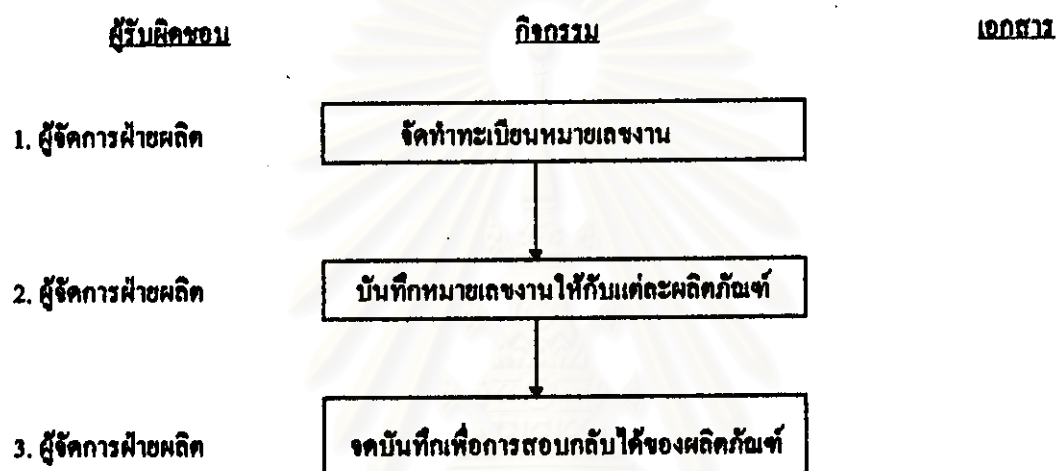 ผู้รับผิดชอบ กิจกรรม เอกสาร
1. ผู้จัดการฝ่ายผลิต จัดทำทะเบียนหมายเลขงาน
2. ผู้จัดการฝ่ายผลิต บันทึกหมายเลขงานให้กับแต่ละผลิตภัณฑ์
3. ผู้จัดการฝ่ายผลิต จดบันทึกเพื่อการสอบกลับได้ของผลิตภัณฑ์